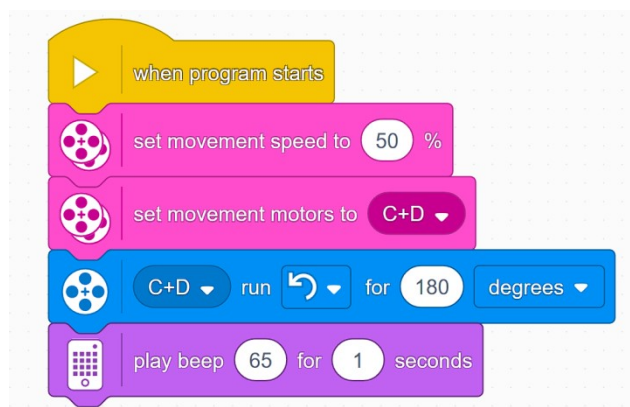 when program starts
set movement speed to 50 %
set movement motors to C+D
C+D run for 180 degrees
play beep 65 for 1 seconds